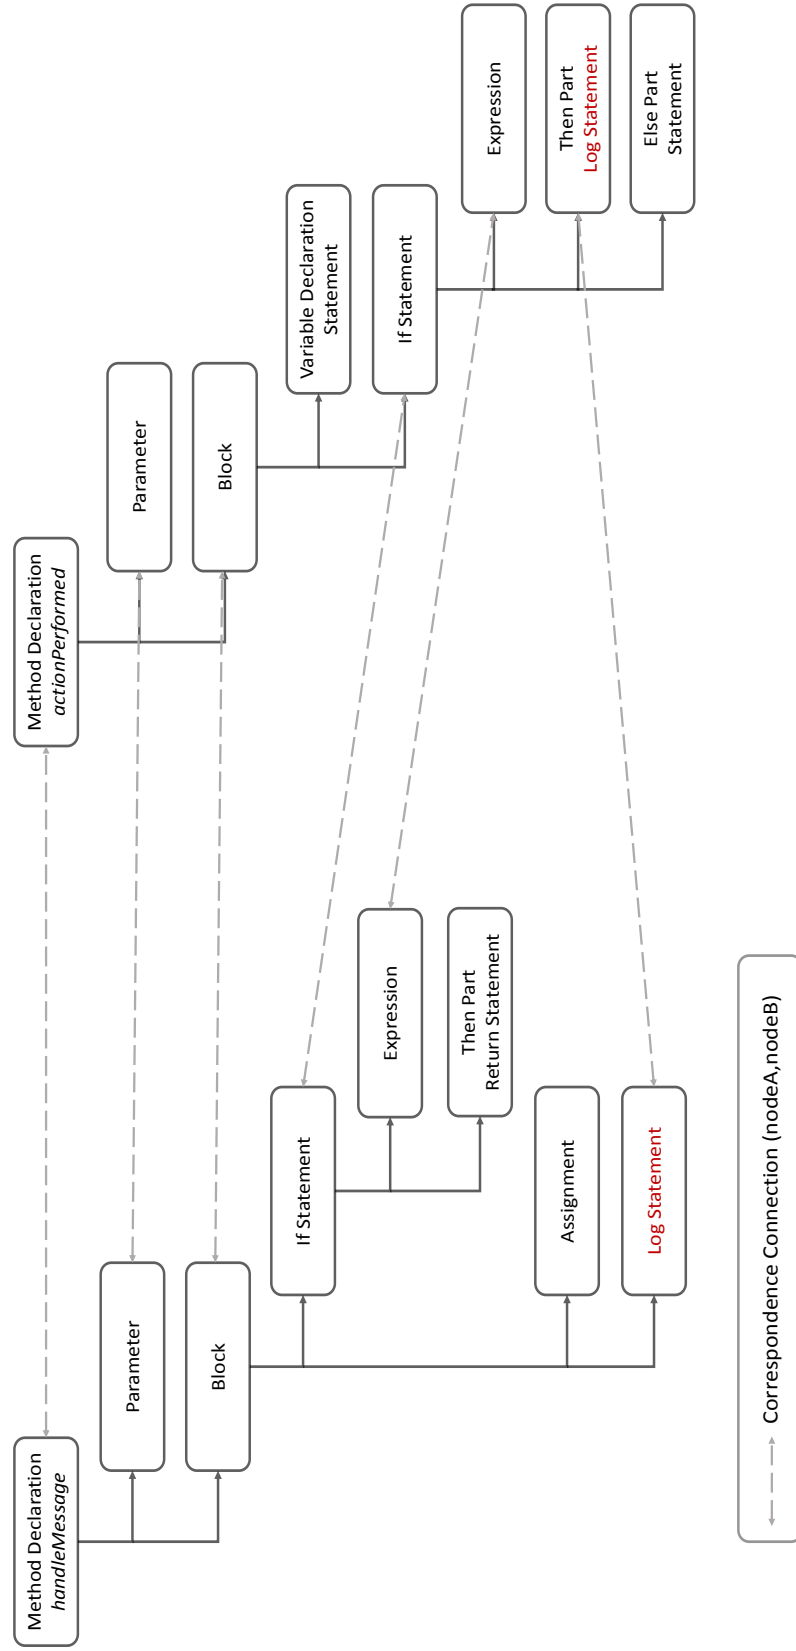 Method Declaration
handleMessage
Parameter
Block
If Statement
Expression
Then Part
Return Statement
Assignment
Log Statement
Method Declaration
actionPerformed
Parameter
Block
Variable Declaration
Statement
If Statement
Expression
Then Part
Log Statement
Else Part
Statement
Correspondence Connection (nodeA,nodeB)